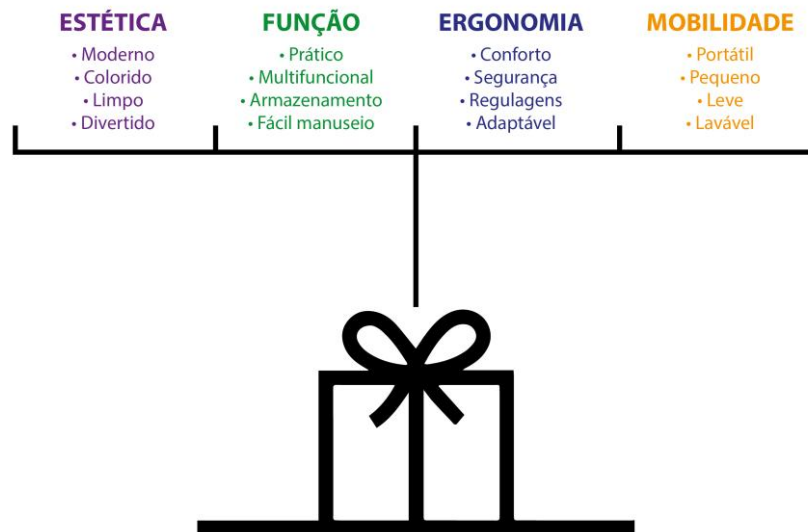 ESTÉTICA
• Moderno
• Colorido
• Limpo
• Divertido
FUNÇÃO
• Prático
• Multifuncional
• Armazenamento
• Fácil manuseio
ERGONOMIA
• Conforto
• Segurança
• Regulagens
• Adaptável
MOBILIDADE
• Portátil
• Pequeno
• Leve
• Lavável